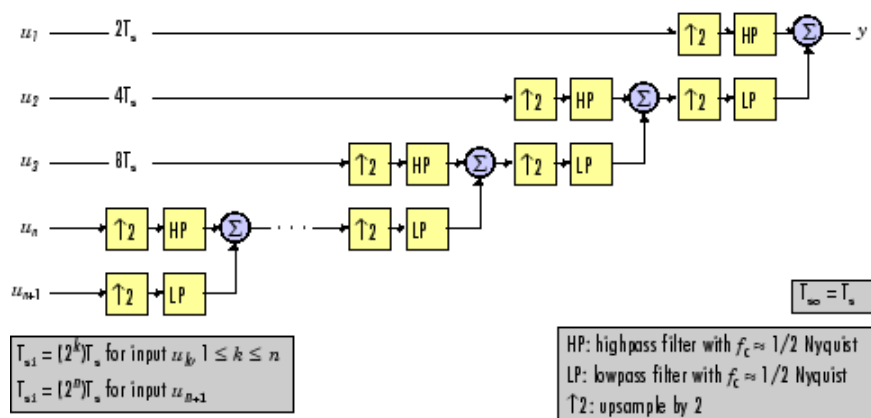 u₁ 2Tₛ ↑2 HP Σ y
u₂ 4Tₛ ↑2 HP Σ ↑2 LP
u₃ 8Tₛ ↑2 HP Σ ↑2 LP
uₙ ↑2 HP Σ · · · · ↑2 LP
uₙ₊₁ ↑2 LP
Tₛₒ = Tₛ
Tₛᵢ = (2ᵏ)Tₛ for input uₖ, 1 ≤ k ≤ n
Tₛᵢ = (2ⁿ)Tₛ for input uₙ₊₁
HP: highpass filter with f_c ≈ 1/2 Nyquist
LP: lowpass filter with f_c ≈ 1/2 Nyquist
↑2: upsample by 2